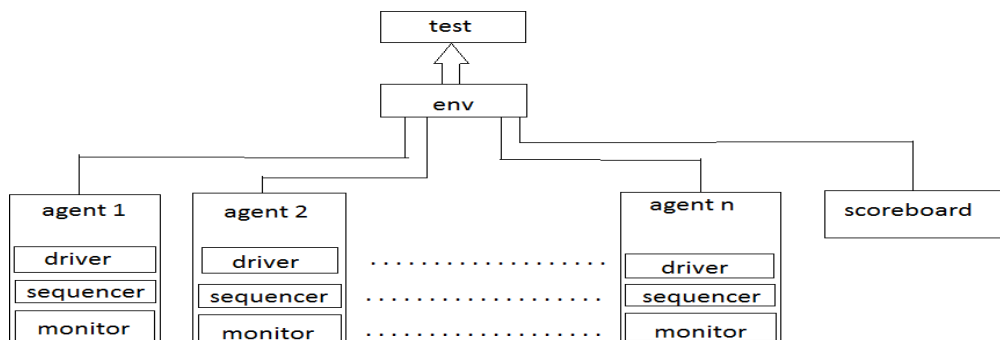 test
env
agent 1
agent 2
agent n
scoreboard
driver
driver
driver
sequencer
sequencer
sequencer
monitor
monitor
monitor